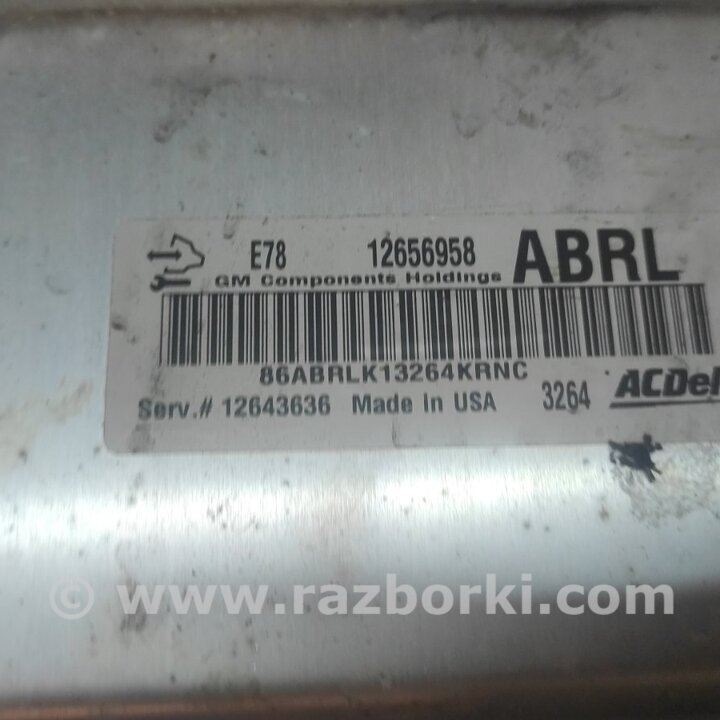 E78 12656958 ABRL
GM Components Holdings
86ABRLK13264KRNC
Serv.# 12643636 Made in USA 3264 ACDel
© www.razborki.com